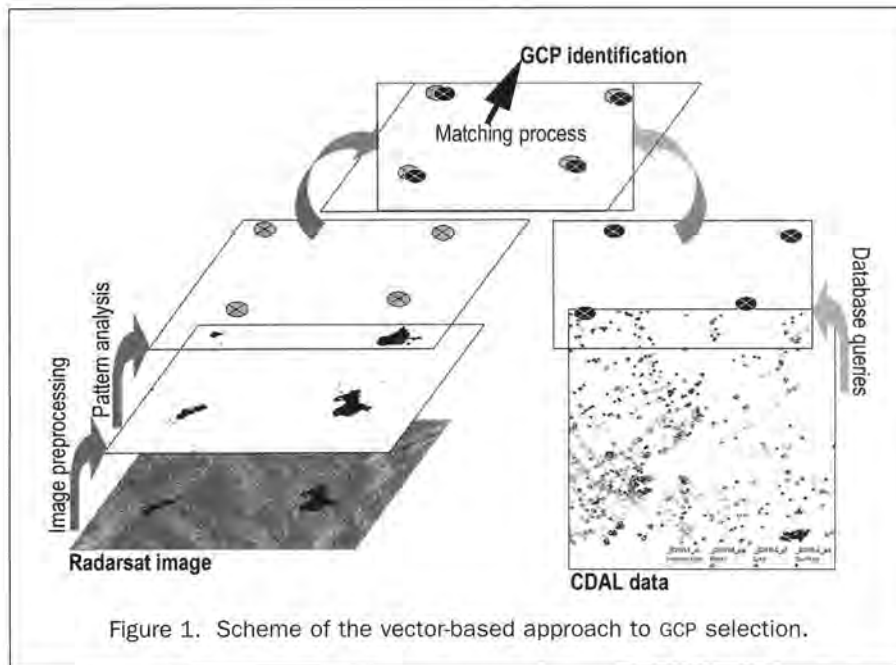 GCP identification
Matching process
Pattern analysis
Image preprocessing
Database queries
Radarsat image
CDAL data
Figure 1. Scheme of the vector-based approach to GCP selection.